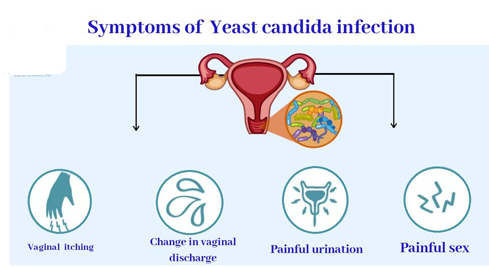 Symptoms of Yeast candida infection
Vaginal itching
Change in vaginal
discharge
Painful urination
Painful sex